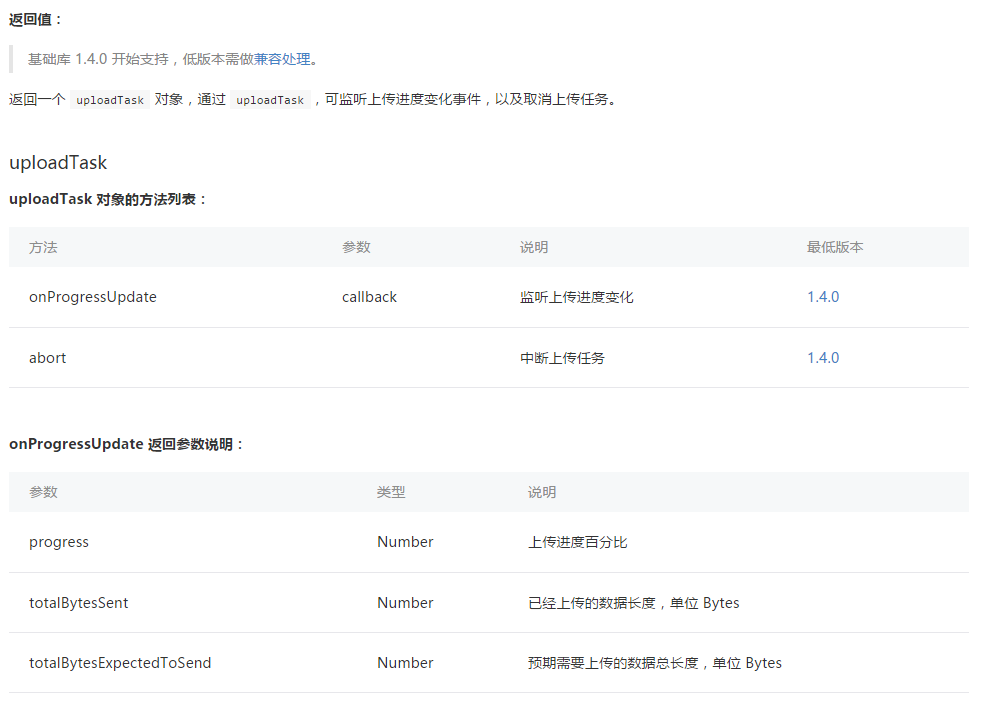 返回值：
基础库 1.4.0 开始支持，低版本需做兼容处理。
返回一个 uploadTask 对象，通过 uploadTask ，可监听上传进度变化事件，以及取消上传任务。
uploadTask
uploadTask 对象的方法列表：
方法 参数 说明 最低版本
onProgressUpdate callback 监听上传进度变化 1.4.0
abort 中断上传任务 1.4.0
onProgressUpdate 返回参数说明：
参数 类型 说明
progress Number 上传进度百分比
totalBytesSent Number 已经上传的数据长度，单位 Bytes
totalBytesExpectedToSend Number 预期需要上传的数据总长度，单位 Bytes